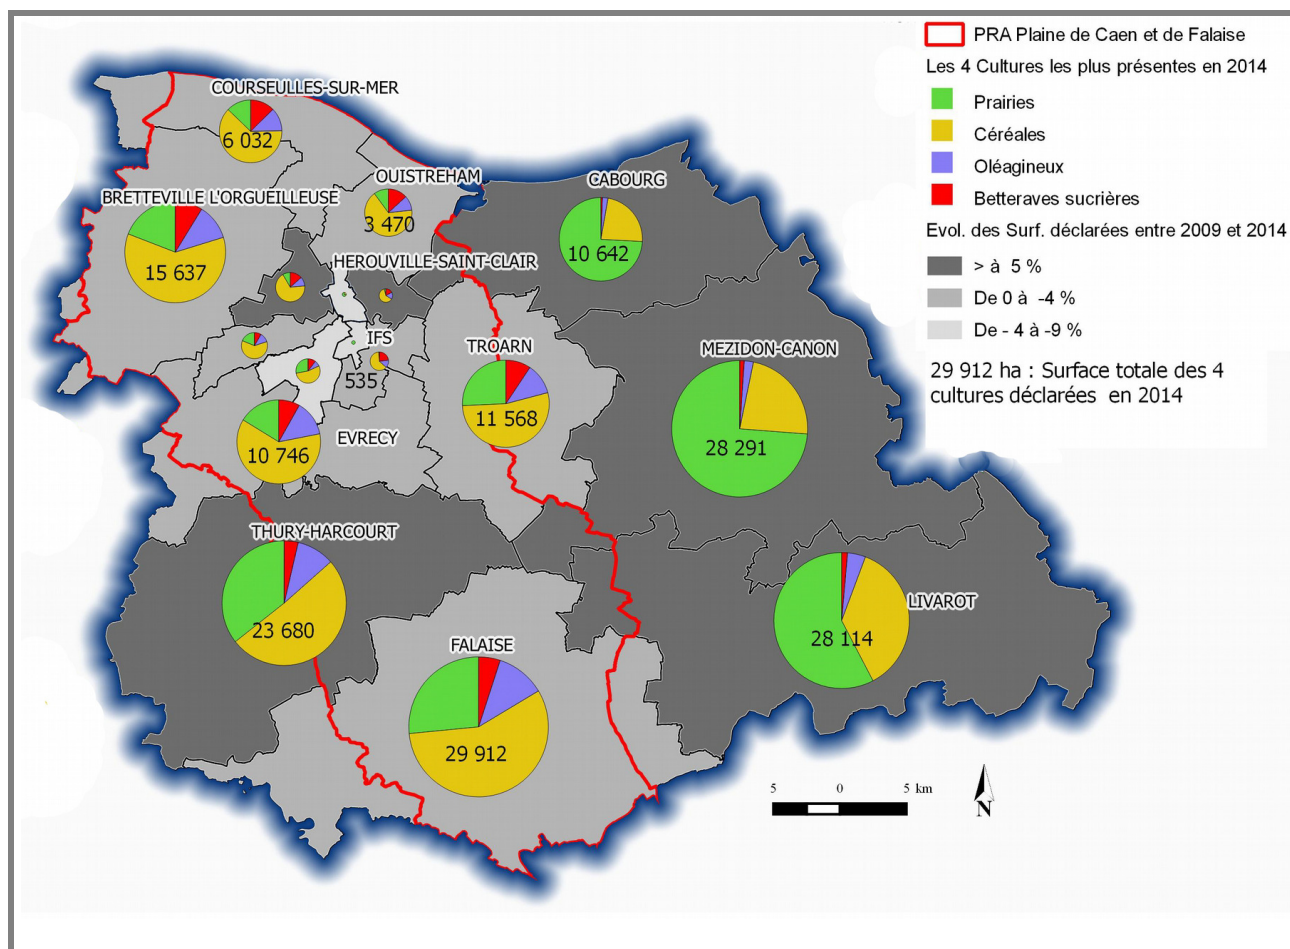 PRA Plaine de Caen et de Falaise
Les 4 Cultures les plus présentes en 2014
Prairies
Céréales
Oléagineux
Betteraves sucrières
Evol. des Surf. déclarées entre 2009 et 2014
> à 5 %
De 0 à -4 %
De - 4 à -9 %
29 912 ha : Surface totale des 4
cultures déclarées en 2014
COURSEULLES-SUR-MER
6 032
OUISTREHAM
3 470
CABOURG
10 642
BRETTEVILLE L'ORGUEILLEUSE
15 637
HEROUVILLE-SAINT-CLAIR
IFS
535
TROARN
11 568
MEZIDON-CANON
28 291
EVRECY
10 746
THURY-HARCOURT
23 680
LIVAROT
28 114
FALAISE
29 912
5 0 5 km
N